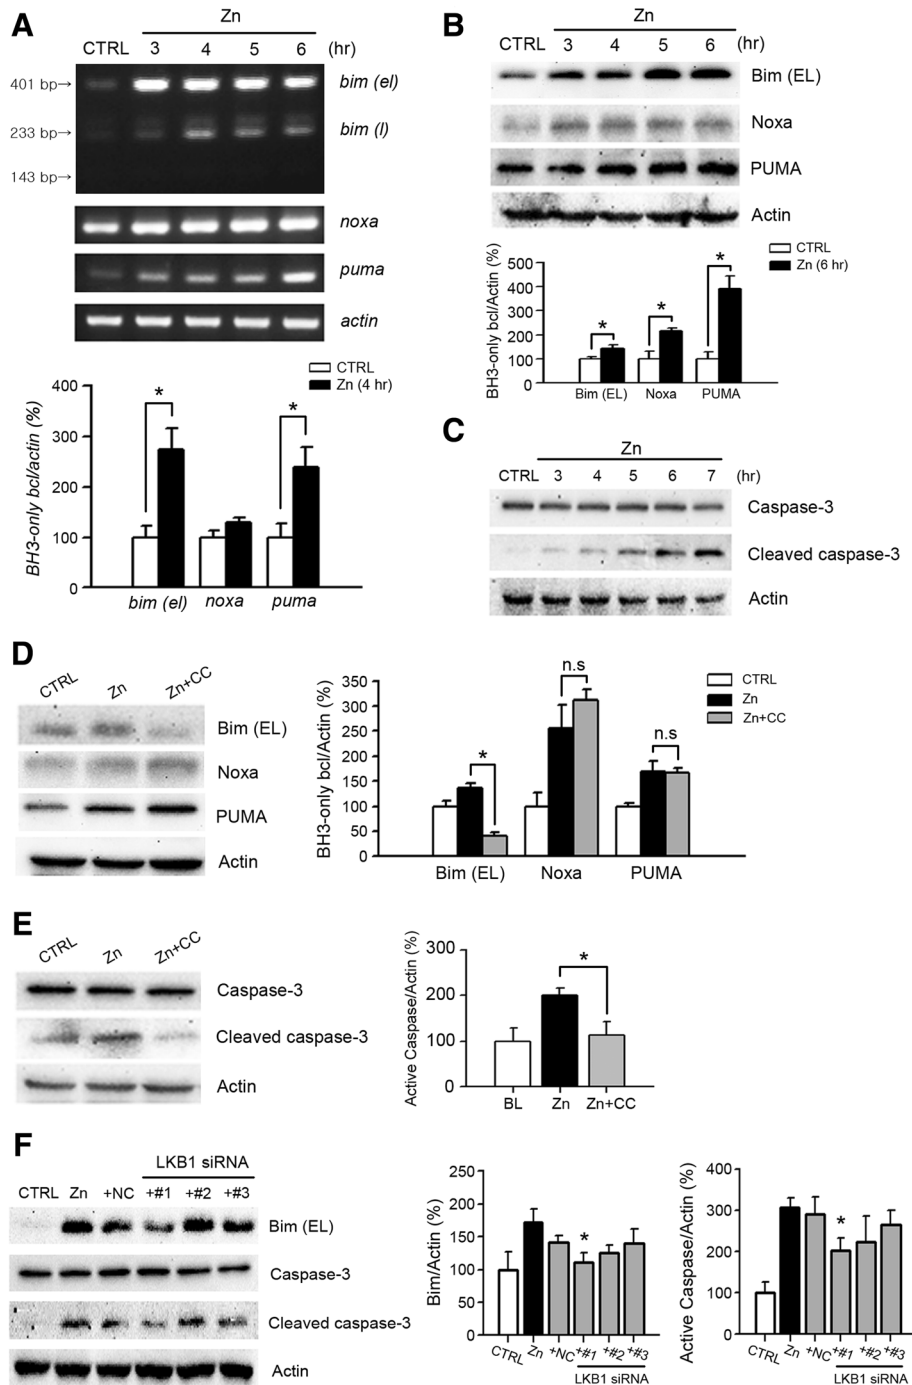 A
Zn
CTRL 3 4 5 6 (hr)
401 bp→ bim (el)
233 bp→ bim (l)
143 bp→
noxa
puma
actin
CTRL
Zn (4 hr)
BH3-only bcl/actin (%)
400
300
200
100
0
*
*
bim (el) noxa puma
B
Zn
CTRL 3 4 5 6 (hr)
Bim (EL)
Noxa
PUMA
Actin
CTRL
Zn (6 hr)
BH3-only bcl/Actin (%)
500
400
300
200
100
0
*
*
*
Bim (EL) Noxa PUMA
C
Zn
CTRL 3 4 5 6 7 (hr)
Caspase-3
Cleaved caspase-3
Actin
D
CTRL Zn Zn+CC
Bim (EL)
Noxa
PUMA
Actin
BH3-only bcl/Actin (%)
350
300
250
200
150
100
50
0
*
n.s
n.s
CTRL
Zn
Zn+CC
Bim (EL) Noxa PUMA
E
CTRL Zn Zn+CC
Caspase-3
Cleaved caspase-3
Actin
Active Caspase/Actin (%)
300
200
100
0
*
BL Zn Zn+CC
F
LKB1 siRNA
CTRL Zn +NC +#1 +#2 +#3
Bim (EL)
Caspase-3
Cleaved caspase-3
Actin
Bim/Actin (%)
250
200
150
100
50
0
*
CTRL Zn +NC +#1 +#2 +#3
LKB1 siRNA
Active Caspase/Actin (%)
400
300
200
100
0
*
CTRL Zn +NC +#1 +#2 +#3
LKB1 siRNA